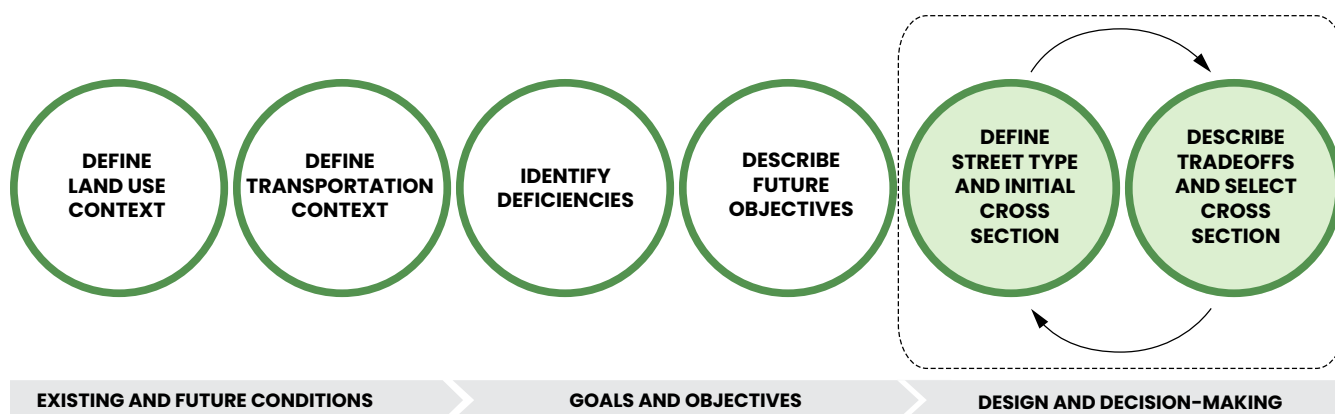 DEFINE
LAND USE
CONTEXT
DEFINE
TRANSPORTATION
CONTEXT
IDENTIFY
DEFICIENCIES
DESCRIBE
FUTURE
OBJECTIVES
DEFINE
STREET TYPE
AND INITIAL
CROSS
SECTION
DESCRIBE
TRADEOFFS
AND SELECT
CROSS
SECTION
EXISTING AND FUTURE CONDITIONS
GOALS AND OBJECTIVES
DESIGN AND DECISION-MAKING